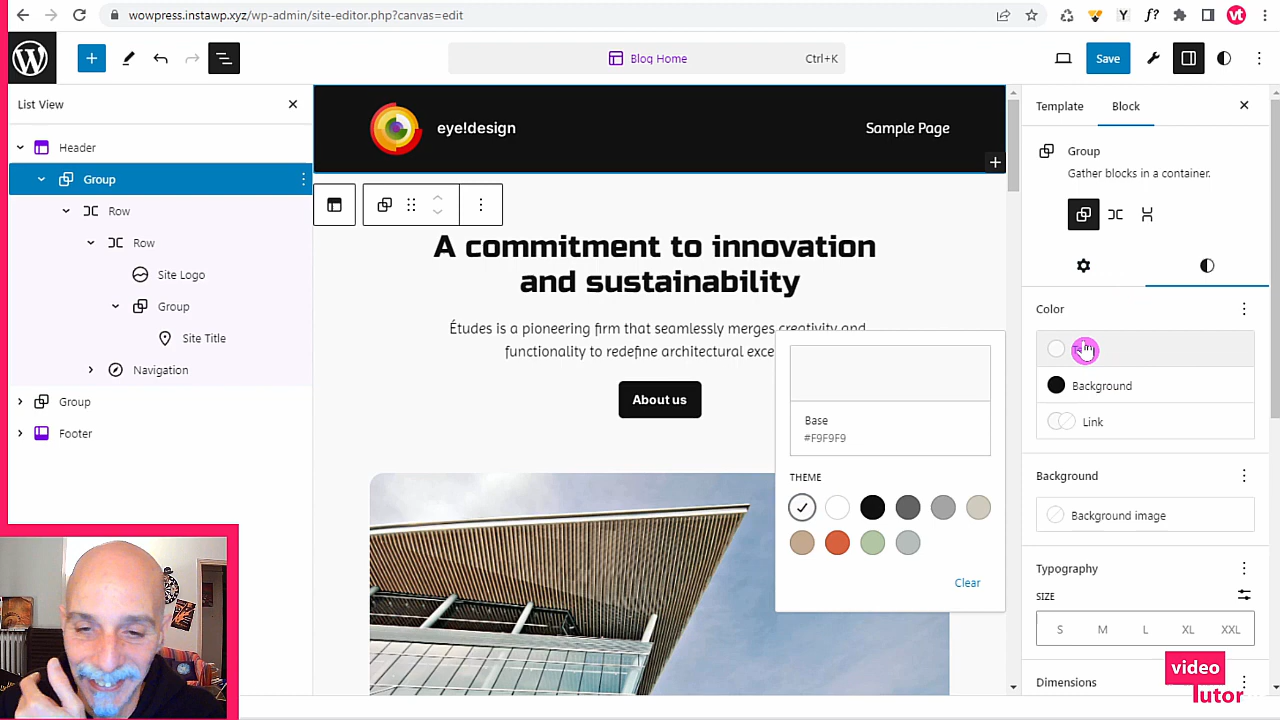 wowpress.instawp.xyz/wp-admin/site-editor.php?canvas=edit
Blog Home
Ctrl+K
Save
List View
Header
Group
Row
Row
Site Logo
Group
Site Title
Navigation
Group
Footer
eye!design
Sample Page
A commitment to innovation
and sustainability
Études is a pioneering firm that seamlessly merges creativity and
functionality to redefine architectural exce
About us
Base
#F9F9F9
THEME
Clear
Template
Block
Group
Gather blocks in a container.
Color
Background
Link
Background
Background image
Typography
SIZE
S
M
L
XL
XXL
Dimensions
video
Tutor